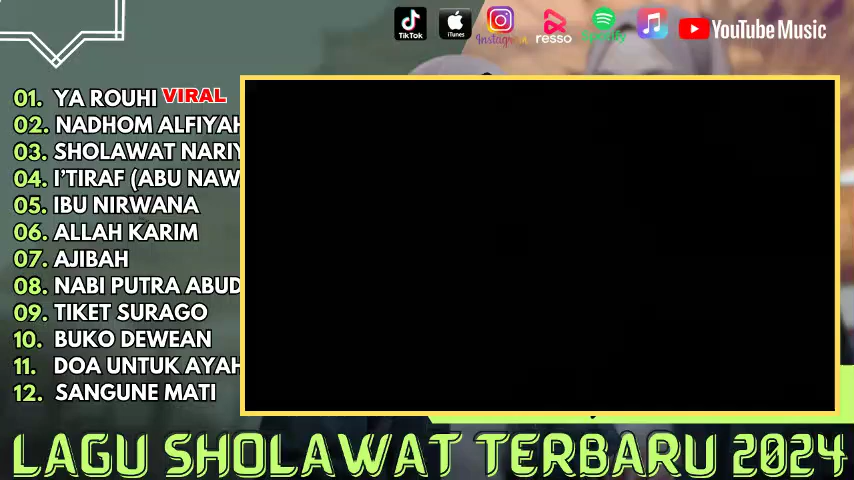 TikTok
iTunes
Instagram
resso
Spotify
YouTube Music
01. YA ROUHI VIRAL
02. NADHOM ALFIYAH
03. SHOLAWAT NARIY
04. I'TIRAF (ABU NAW
05. IBU NIRWANA
06. ALLAH KARIM
07. AJIBAH
08. NABI PUTRA ABUD
09. TIKET SURAGO
10. BUKO DEWEAN
11. DOA UNTUK AYAH
12. SANGUNE MATI
LAGU SHOLAWAT TERBARU 2024